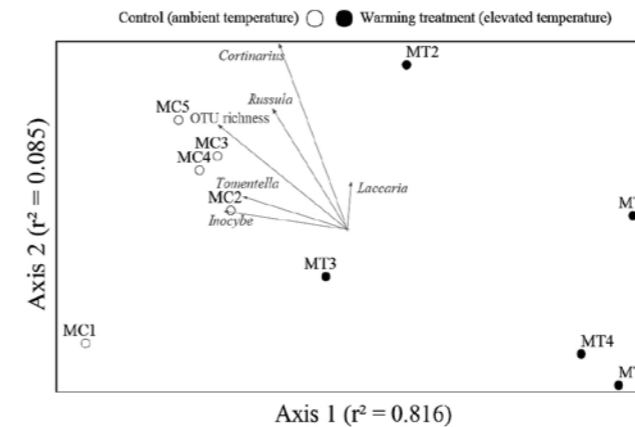 Control (ambient temperature) Warming treatment (elevated temperature)
MT2
Cortinarius
Russula
MC5
OTU richness
MC3
MC4
Tomentella
Laccaria
MC2
Inocybe
MT3
MC1
MT4
Axis 2 (r² = 0.085)
Axis 1 (r² = 0.816)